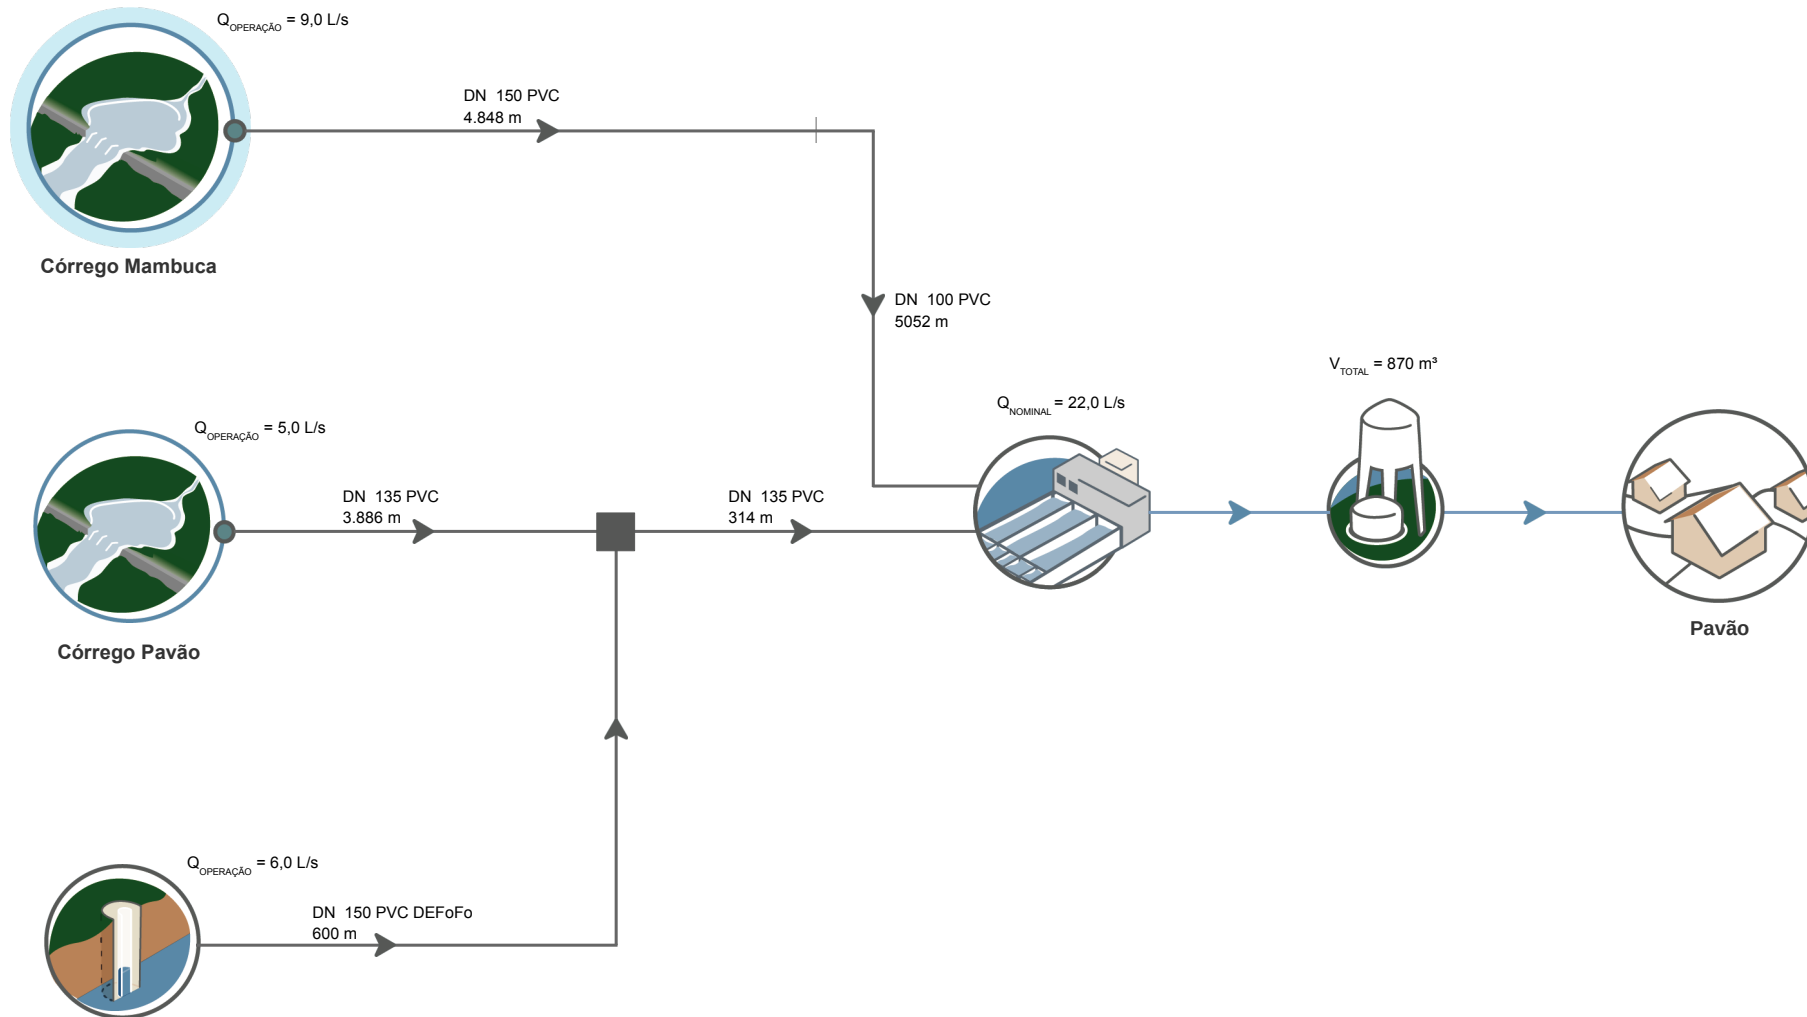 Q OPERAÇÃO = 9,0 L/s
DN 150 PVC
4.848 m
Córrego Mambuca
DN 100 PVC
5052 m
V TOTAL = 870 m³
Q NOMINAL = 22,0 L/s
Q OPERAÇÃO = 5,0 L/s
DN 135 PVC
3.886 m
DN 135 PVC
314 m
Pavão
Córrego Pavão
Q OPERAÇÃO = 6,0 L/s
DN 150 PVC DEFoFo
600 m